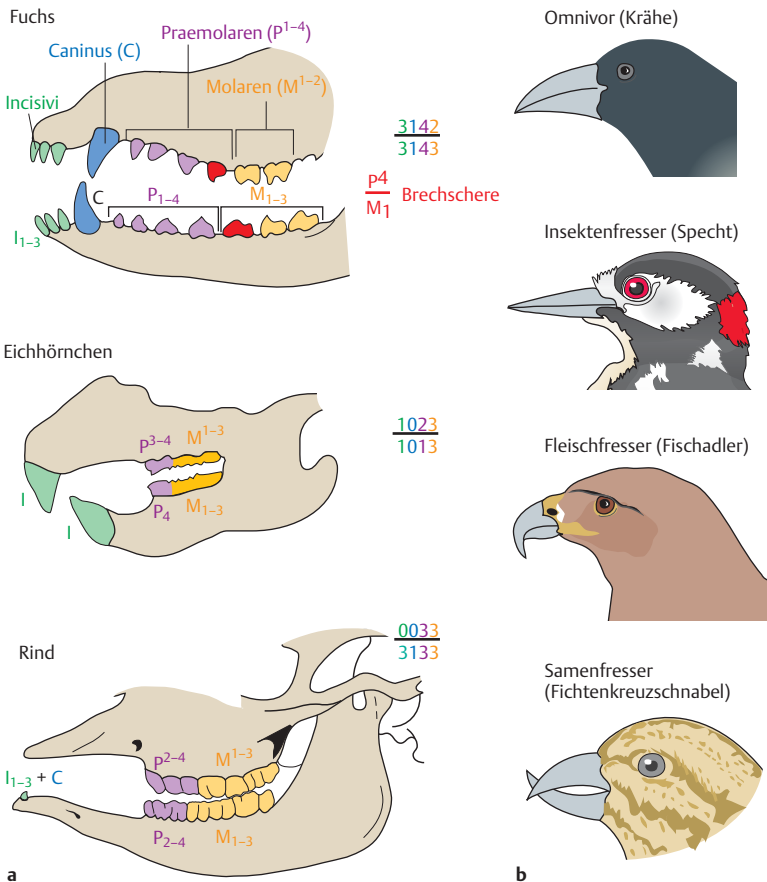 Fuchs
Praemolaren (P¹⁻⁴)
Caninus (C)
Molaren (M¹⁻²)
Incisivi
3142
3143
C
P₁₋₄
M₁₋₃
I₁₋₃
P⁴
M₁
Brechschere
Eichhörnchen
P³⁻⁴
M¹⁻³
1023
1013
I
I
P₄
M₁₋₃
Rind
0033
3133
P²⁻⁴
M¹⁻³
I₁₋₃ + C
P₂₋₄
M₁₋₃
a
Omnivor (Krähe)
Insektenfresser (Specht)
Fleischfresser (Fischadler)
Samenfresser
(Fichtenkreuzschnabel)
b